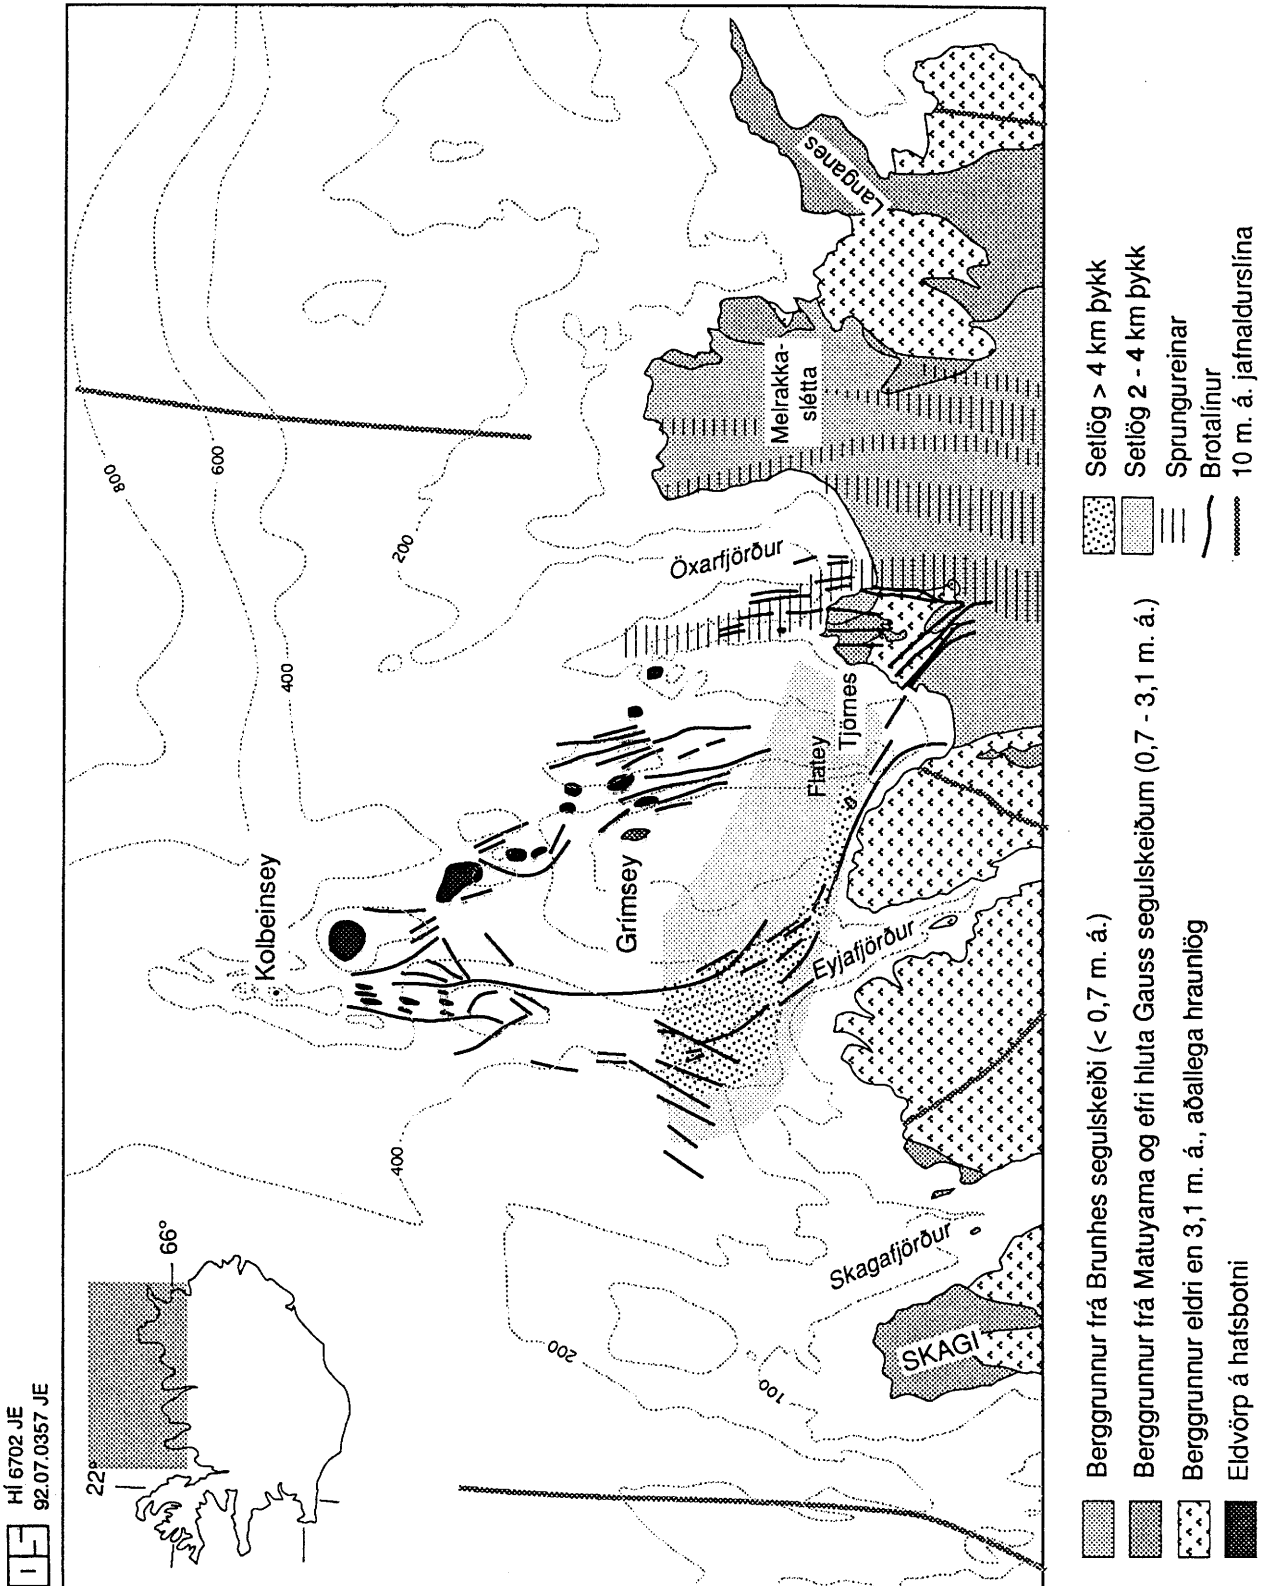 HÍ 6702 JE
92.07.0357 JE
66°
22°
800
600
400
200
400
200
100
Kolbeinsey
Grímsey
Öxarfjörður
Melrakka-
slétta
Langanes
Flatey
Tjörnes
Eyjafjörður
Skagafjörður
SKAGI
Berggrunnur frá Brunhes segulskeiði (< 0,7 m. á.)
Berggrunnur frá Matuyama og efri hluta Gauss segulskeiðum (0,7 - 3,1 m. á.)
Berggrunnur eldri en 3,1 m. á., aðallega hraunlög
Eldvörp á hafsbotni
Setlög > 4 km þykk
Setlög 2 - 4 km þykk
Sprungureinar
Brotalínur
10 m. á. jafnaldurslína